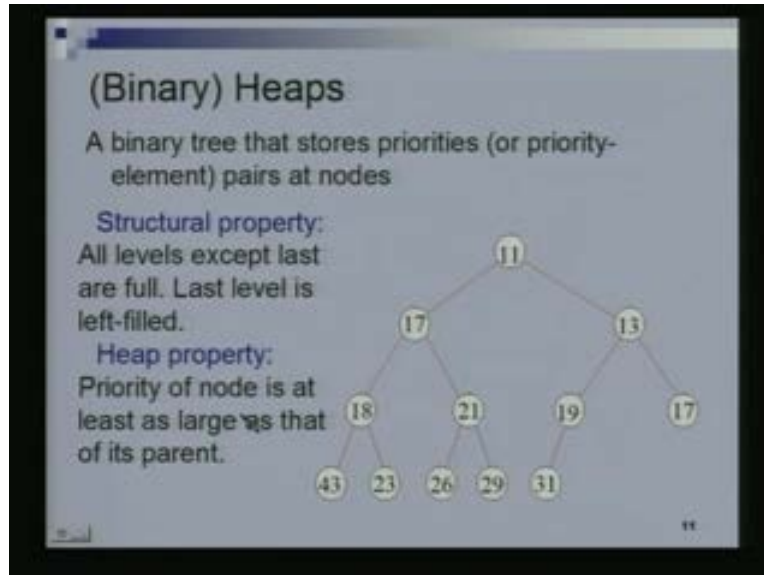 (Binary) Heaps
A binary tree that stores priorities (or priority-
element) pairs at nodes
Structural property:
All levels except last
are full. Last level is
left-filled.
Heap property:
Priority of node is at
least as large as that
of its parent.
11
17 13
18 21 19 17
43 23 26 29 31
11